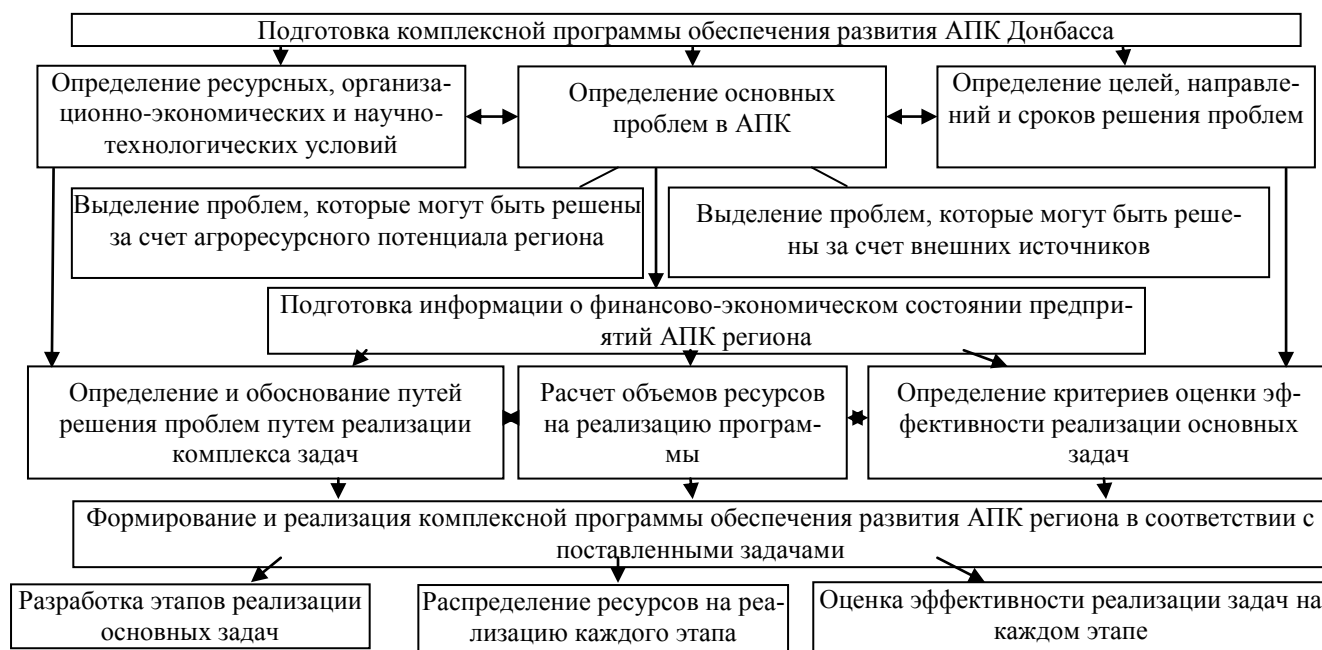 Подготовка комплексной программы обеспечения развития АПК Донбасса
Определение ресурсных, организа-
ционно-экономических и научно-
технологических условий
Определение основных
проблем в АПК
Определение целей, направле-
ний и сроков решения проблем
Выделение проблем, которые могут быть решены
за счет агроресурсного потенциала региона
Выделение проблем, которые могут быть реше-
ны за счет внешних источников
Подготовка информации о финансово-экономическом состоянии предпри-
ятий АПК региона
Определение и обоснование путей
решения проблем путем реализации
комплекса задач
Расчет объемов ресурсов
на реализацию програм-
мы
Определение критериев оценки эф-
фективности реализации основных
задач
Формирование и реализация комплексной программы обеспечения развития АПК региона в соответствии с
поставленными задачами
Разработка этапов реализации
основных задач
Распределение ресурсов на реа-
лизацию каждого этапа
Оценка эффективности реализации задач на
каждом этапе